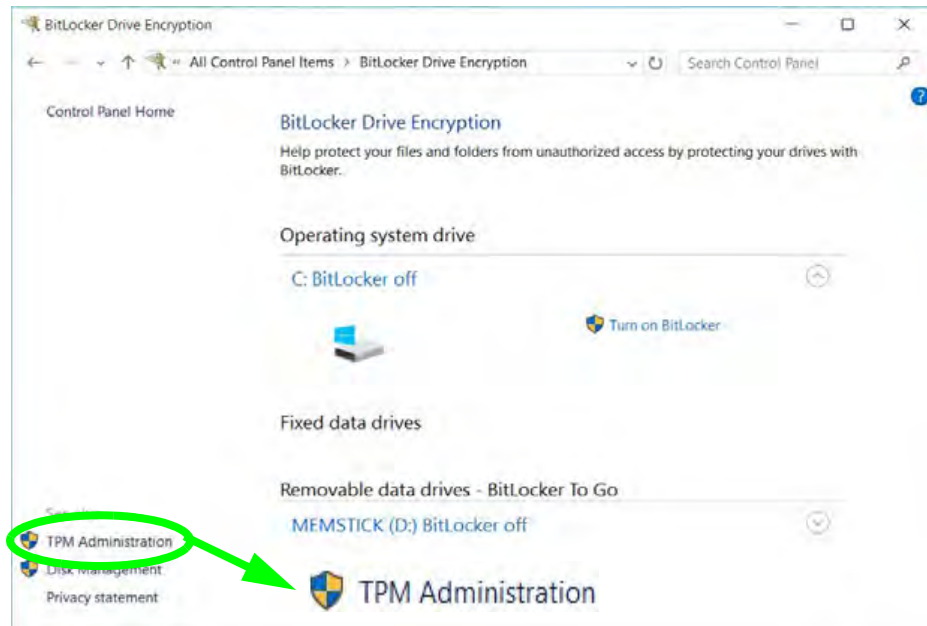 BitLocker Drive Encryption
« All Control Panel Items > BitLocker Drive Encryption
Search Control Panel
?
Control Panel Home
BitLocker Drive Encryption
Help protect your files and folders from unauthorized access by protecting your drives with
BitLocker.
Operating system drive
C: BitLocker off
Turn on BitLocker
Fixed data drives
Removable data drives - BitLocker To Go
MEMSTICK (D:) BitLocker off
TPM Administration
Disk Management
Privacy statement
TPM Administration